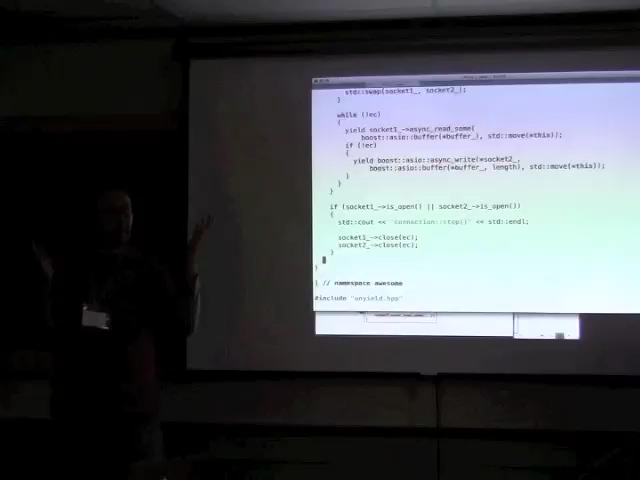 std::swap(socket1_, socket2_);
}
while (!ec)
{
yield socket1_->async_read_some(
boost::asio::buffer(*buffer_), std::move(*this));
if (!ec)
{
yield boost::asio::async_write(*socket2_,
boost::asio::buffer(*buffer_, length), std::move(*this));
}
}
if (socket1_->is_open() || socket2_->is_open())
{
std::cout << "connection::stop()" << std::endl;
socket1_->close(ec);
socket2_->close(ec);
}
}
} // namespace awesome
#include "unyield.hpp"